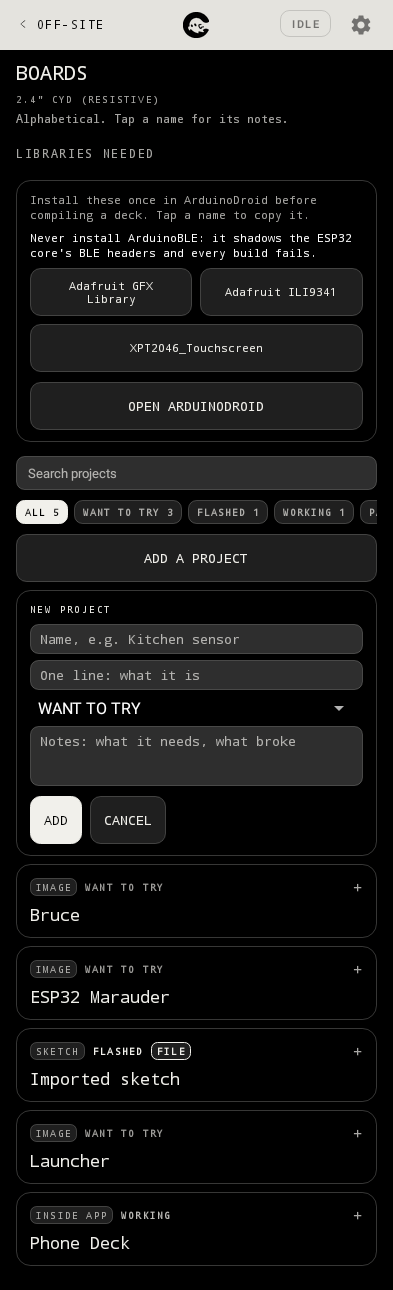 OFF-SITE
IDLE
BOARDS
2.4" CYD (RESISTIVE)
Alphabetical. Tap a name for its notes.
LIBRARIES NEEDED
Install these once in ArduinoDroid before
compiling a deck. Tap a name to copy it.
Never install ArduinoBLE: it shadows the ESP32
core's BLE headers and every build fails.
Adafruit GFX
Library
Adafruit ILI9341
XPT2046_Touchscreen
OPEN ARDUINODROID
Search projects
ALL 5 WANT TO TRY 3 FLASHED 1 WORKING 1
ADD A PROJECT
NEW PROJECT
Name, e.g. Kitchen sensor
One line: what it is
WANT TO TRY
Notes: what it needs, what broke
ADD CANCEL
IMAGE WANT TO TRY +
Bruce
IMAGE WANT TO TRY +
ESP32 Marauder
SKETCH FLASHED FILE +
Imported sketch
IMAGE WANT TO TRY +
Launcher
INSIDE APP WORKING +
Phone Deck